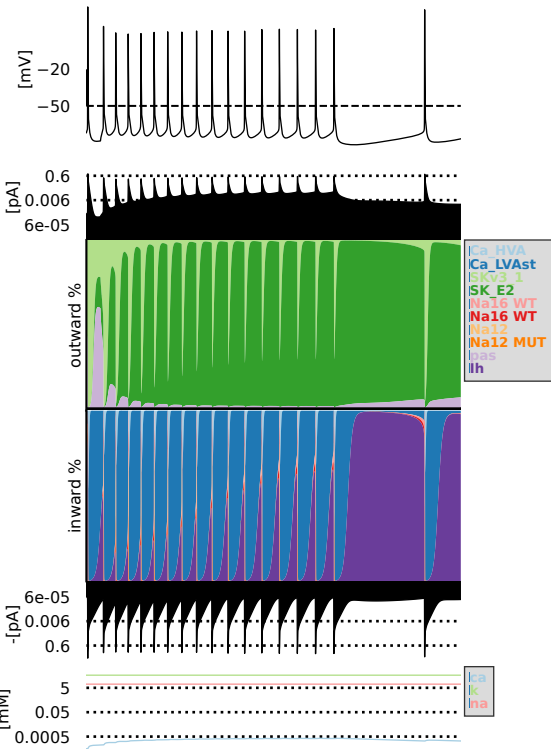 [mV]
−20
−50
[pA]
0.6
0.006
6e-05
outward %
Ca_HVA
Ca_LVAst
SKv3_1
SK_E2
Na16 WT
Na16 WT
Na12
Na12 MUT
pas
Ih
inward %
-[pA]
6e-05
0.006
0.6
[mM]
5
0.05
0.0005
ca
k
na